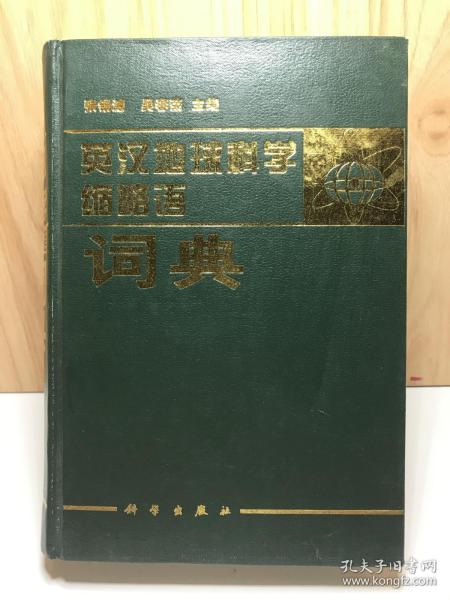 主编
英汉地球科学
缩略语
词典
科学出版社
孔夫子旧书网
www.kongfz.com